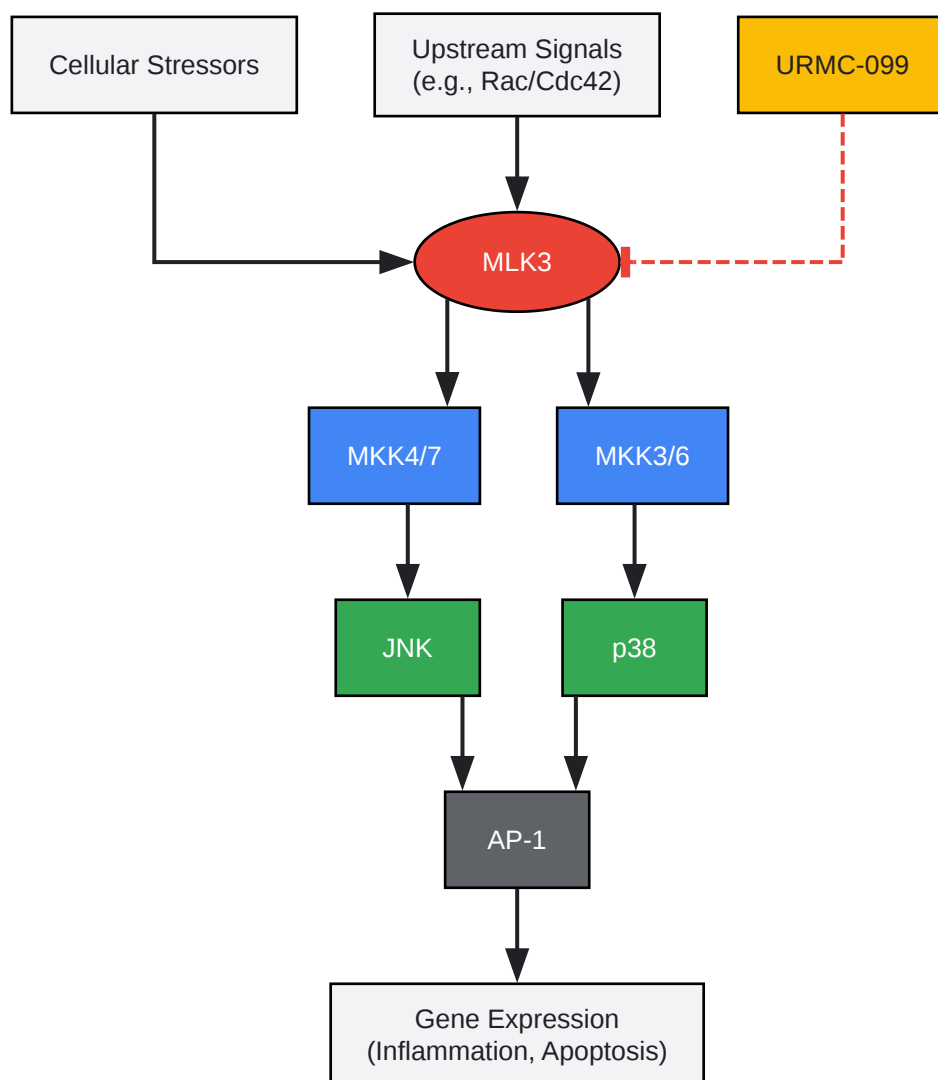 Cellular Stressors
Upstream Signals
(e.g., Rac/Cdc42)
URMC-099
MLK3
MKK4/7
MKK3/6
JNK
p38
AP-1
Gene Expression
(Inflammation, Apoptosis)